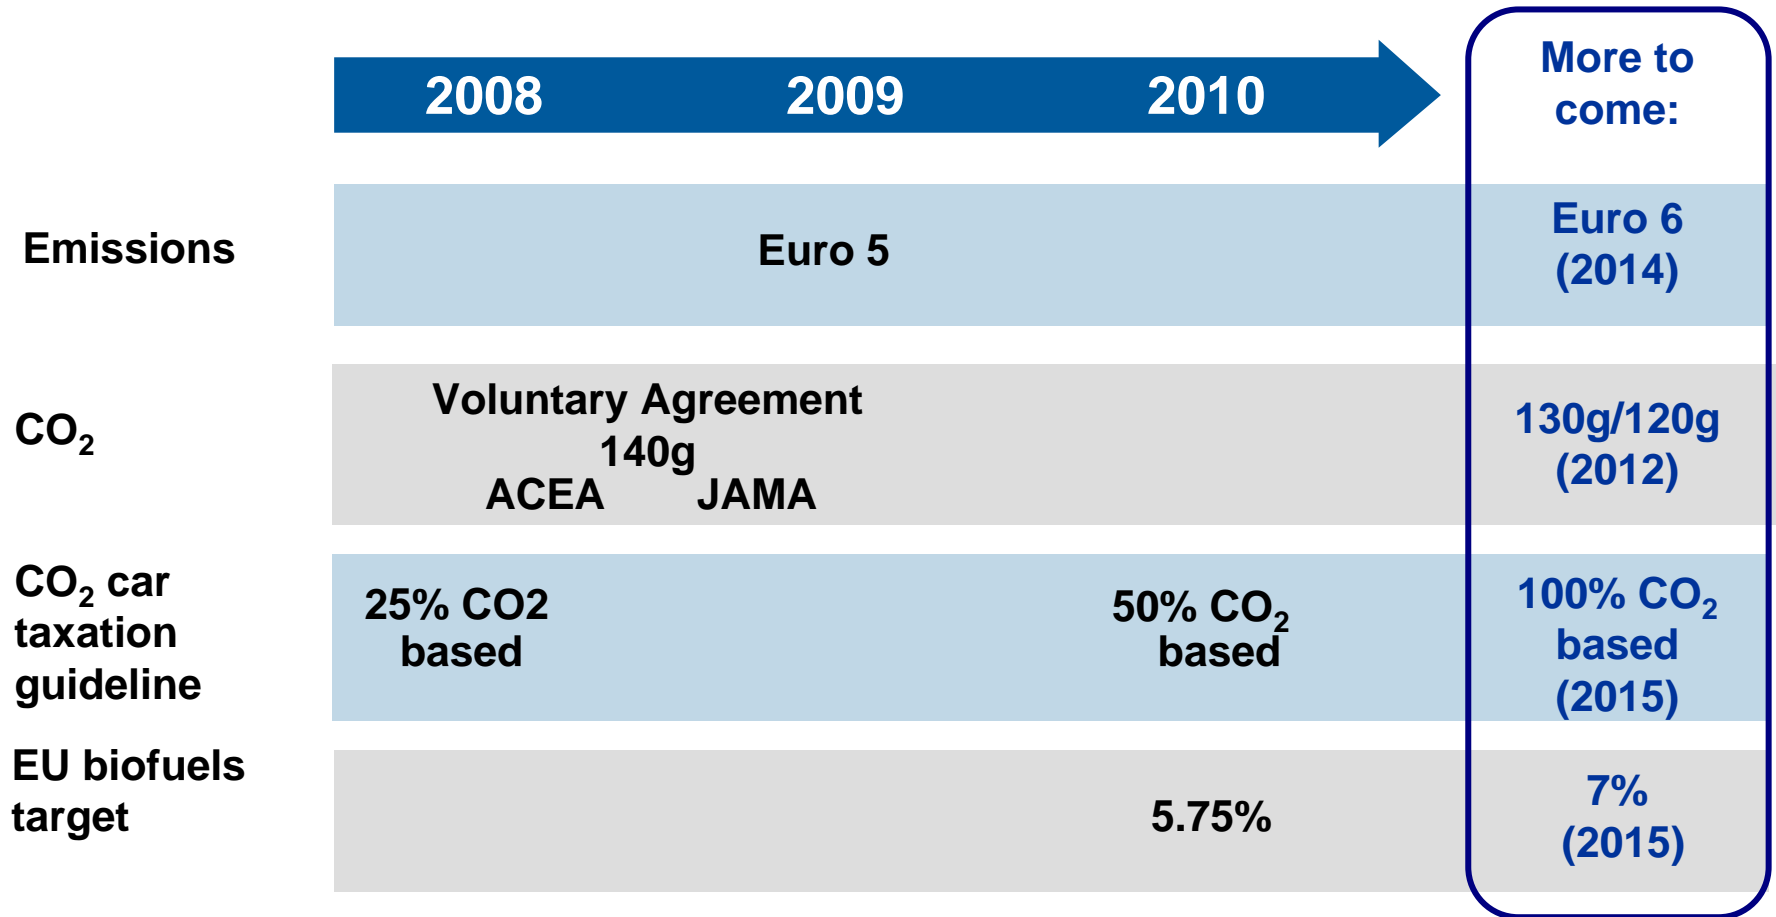 2008 2009 2010
More to
come:
Emissions
Euro 5
Euro 6
(2014)
CO₂
Voluntary Agreement
140g
ACEA JAMA
130g/120g
(2012)
CO₂ car
taxation
guideline
25% CO2
based
50% CO₂
based
100% CO₂
based
(2015)
EU biofuels
target
5.75%
7%
(2015)